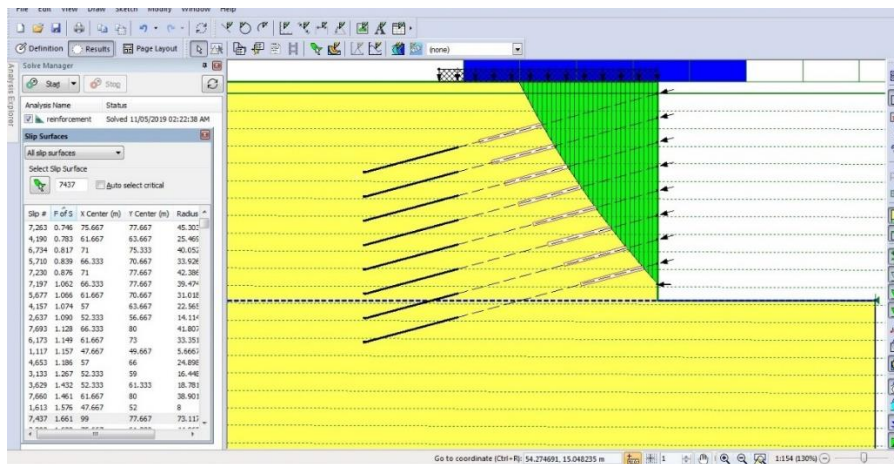 File Edit View Draw Sketch Modify Window Help
Definition Results Page Layout (none)
Analysis Explorer
Solve Manager
Start Stop
Analysis Name Status
reinforcement Solved 11/05/2019 02:22:38 AM
Slip Surfaces
All slip surfaces
Select Slip Surface
7437 Auto select critical
Slip # F of S X Center (m) Y Center (m) Radius
7,263 0.746 75.667 77.667 45.303
4,190 0.783 61.667 63.667 25.469
6,734 0.817 71 75.333 40.052
5,710 0.839 66.333 70.667 33.926
7,230 0.876 71 77.667 42.386
7,197 1.062 66.333 77.667 39.474
5,677 1.066 61.667 70.667 31.018
4,157 1.074 57 63.667 22.565
2,637 1.090 52.333 56.667 14.114
7,693 1.128 66.333 80 41.807
6,173 1.149 61.667 73 33.351
1,117 1.157 47.667 49.667 5.6667
4,653 1.186 57 66 24.898
3,133 1.267 52.333 59 16.448
3,629 1.432 52.333 61.333 18.781
7,660 1.461 61.667 80 38.901
1,613 1.576 47.667 52 8
7,437 1.661 99 77.667 73.117
Go to coordinate (Ctrl+R): 54.274691, 15.048235 m 1 1:154 (130%)